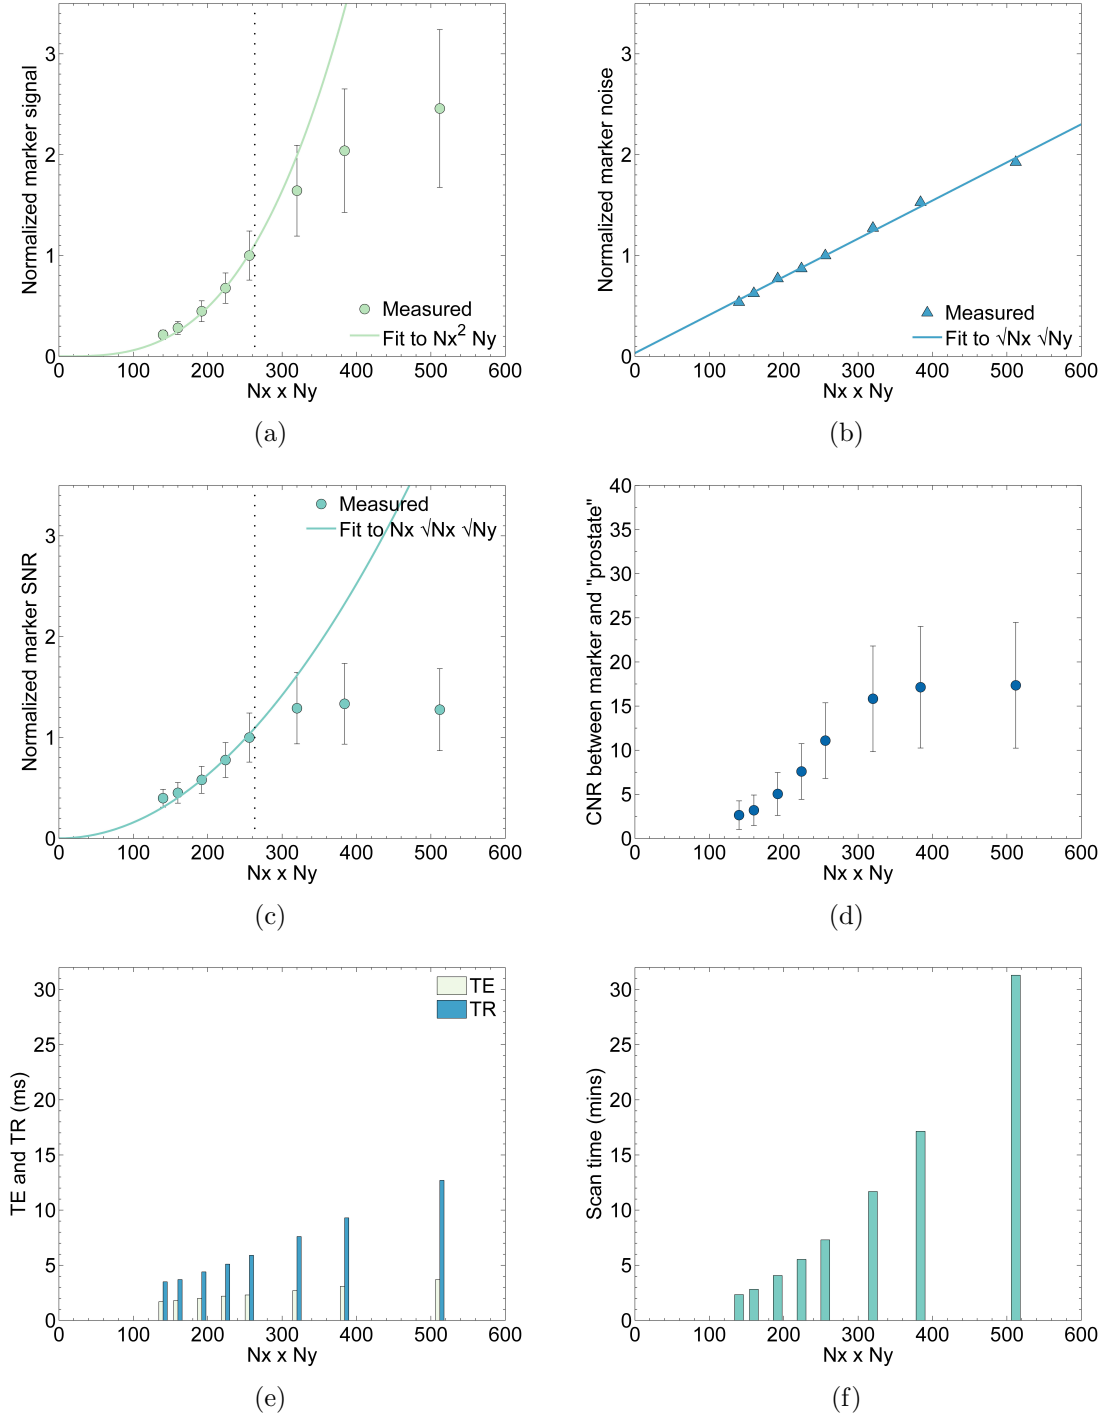 Normalized marker signal
3
2
1
0
0 100 200 300 400 500 600
Nx x Ny
Measured
Fit to Nx² Ny
(a)
Normalized marker noise
3
2
1
0
0 100 200 300 400 500 600
Nx x Ny
Measured
Fit to √Nx √Ny
(b)
Normalized marker SNR
3
2
1
0
0 100 200 300 400 500 600
Nx x Ny
Measured
Fit to Nx √Nx √Ny
(c)
CNR between marker and "prostate"
40
35
30
25
20
15
10
5
0
0 100 200 300 400 500 600
Nx x Ny
(d)
TE and TR (ms)
30
25
20
15
10
5
0
0 100 200 300 400 500 600
Nx x Ny
TE
TR
(e)
Scan time (mins)
30
25
20
15
10
5
0
0 100 200 300 400 500 600
Nx x Ny
(f)